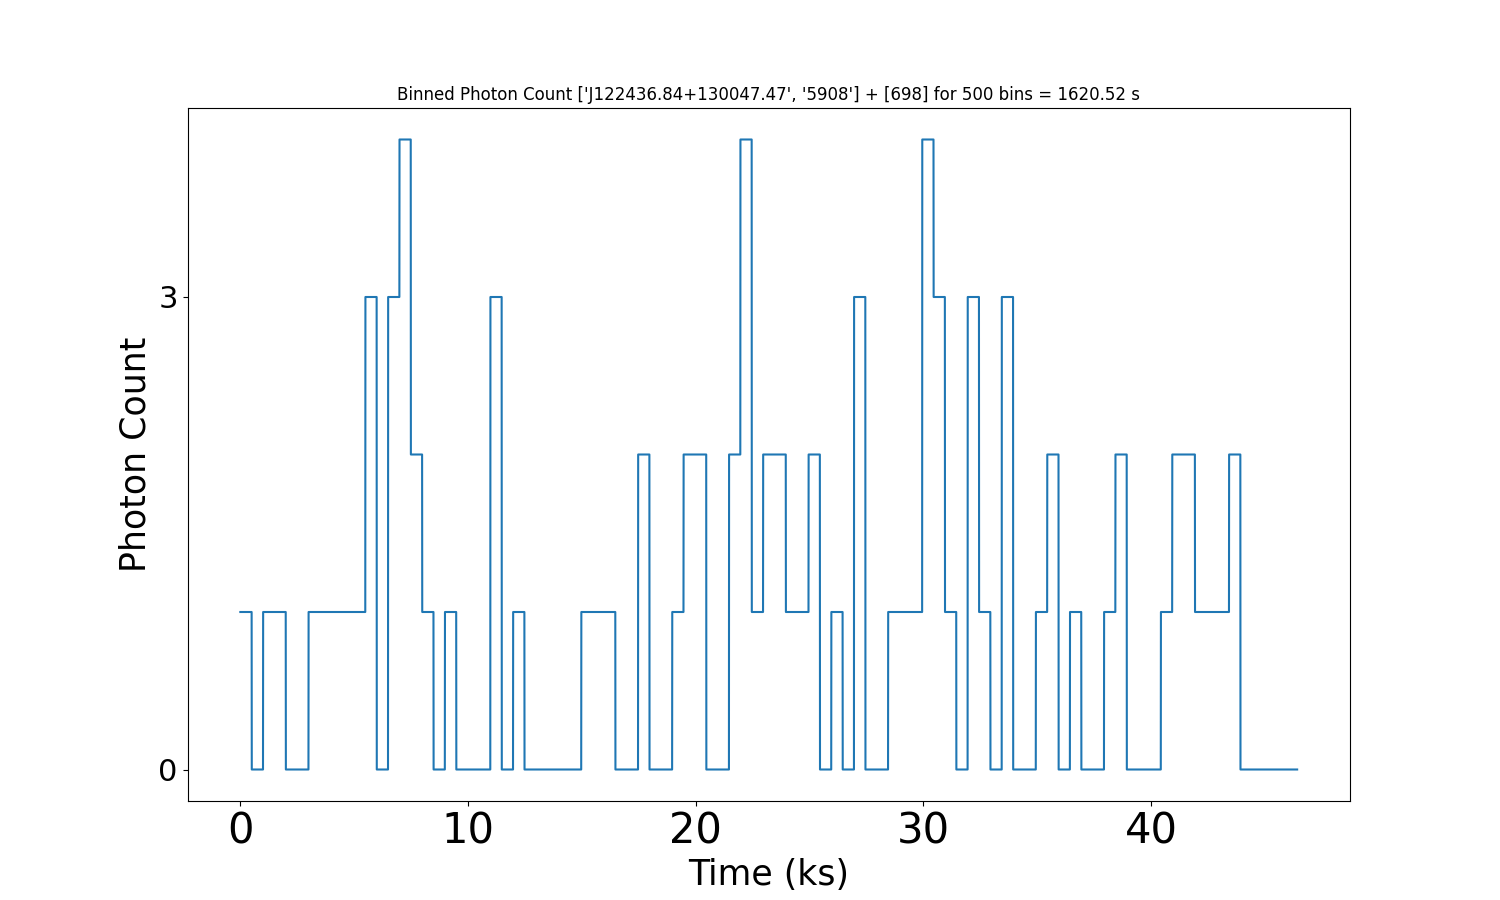 Binned Photon Count ['J122436.84+130047.47', '5908'] + [698] for 500 bins = 1620.52 s
Photon Count
3
0
0 10 20 30 40
Time (ks)